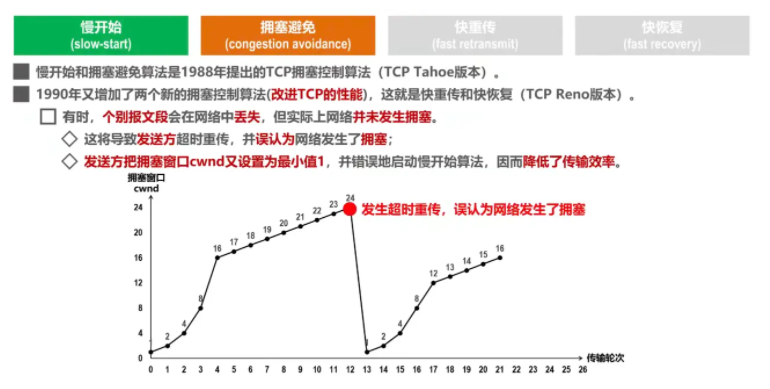 慢开始
(slow-start)
拥塞避免
(congestion avoidance)
快重传
(fast retransmit)
快恢复
(fast recovery)
慢开始和拥塞避免算法是1988年提出的TCP拥塞控制算法（TCP Tahoe版本）。
1990年又增加了两个新的拥塞控制算法(改进TCP的性能)，这就是快重传和快恢复（TCP Reno版本）。
有时，个别报文段会在网络中丢失，但实际上网络并未发生拥塞。
这将导致发送方超时重传，并误认为网络发生了拥塞；
发送方把拥塞窗口cwnd又设置为最小值1，并错误地启动慢开始算法，因而降低了传输效率。
拥塞窗口
cwnd
24
20
16
12
8
4
0
2
4
8
16
17
18
19
20
21
22
23
24
发生超时重传，误认为网络发生了拥塞
1
2
4
8
12
13
14
15
16
0 1 2 3 4 5 6 7 8 9 10 11 12 13 14 15 16 17 18 19 20 21 22 23 24 25 26
传输轮次